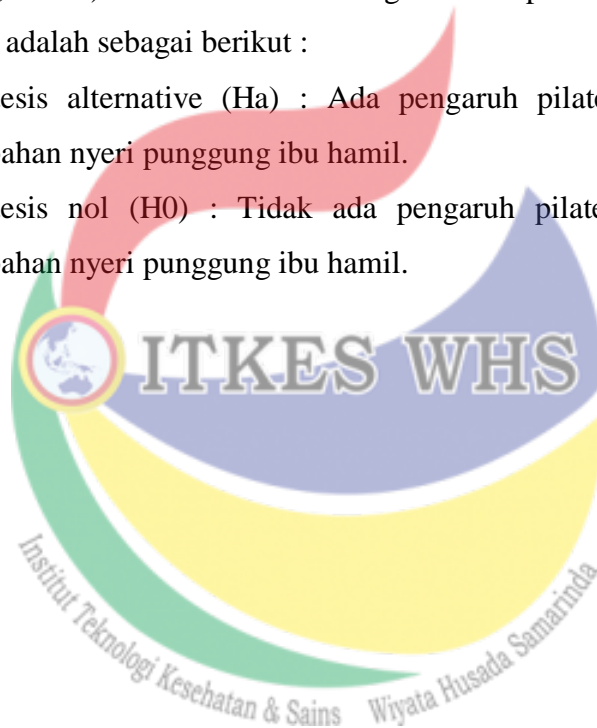 adalah sebagai berikut :
esis alternative (Ha) : Ada pengaruh pilate
ahan nyeri punggung ibu hamil.
esis nol (H0) : Tidak ada pengaruh pilate
ahan nyeri punggung ibu hamil.
ITKES WHS
Institut Teknologi Kesehatan & Sains Wiyata Husada Samarinda